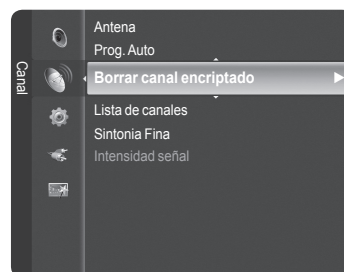 Canal
Antena
Prog. Auto
Borrar canal encriptado
Lista de canales
Sintonia Fina
Intensidad señal